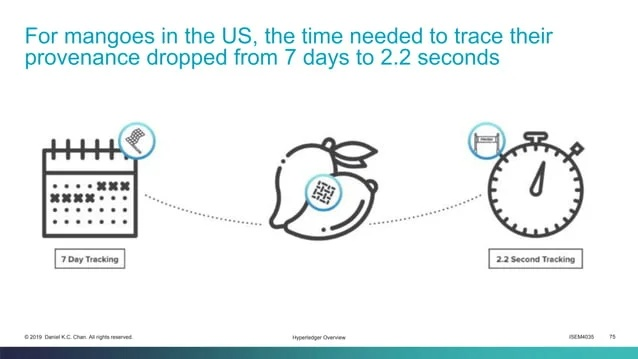 For mangoes in the US, the time needed to trace their
provenance dropped from 7 days to 2.2 seconds
FINISH
7 Day Tracking
2.2 Second Tracking
© 2019 Daniel K.C. Chan. All rights reserved.
Hyperledger Overview
ISEM4035
75